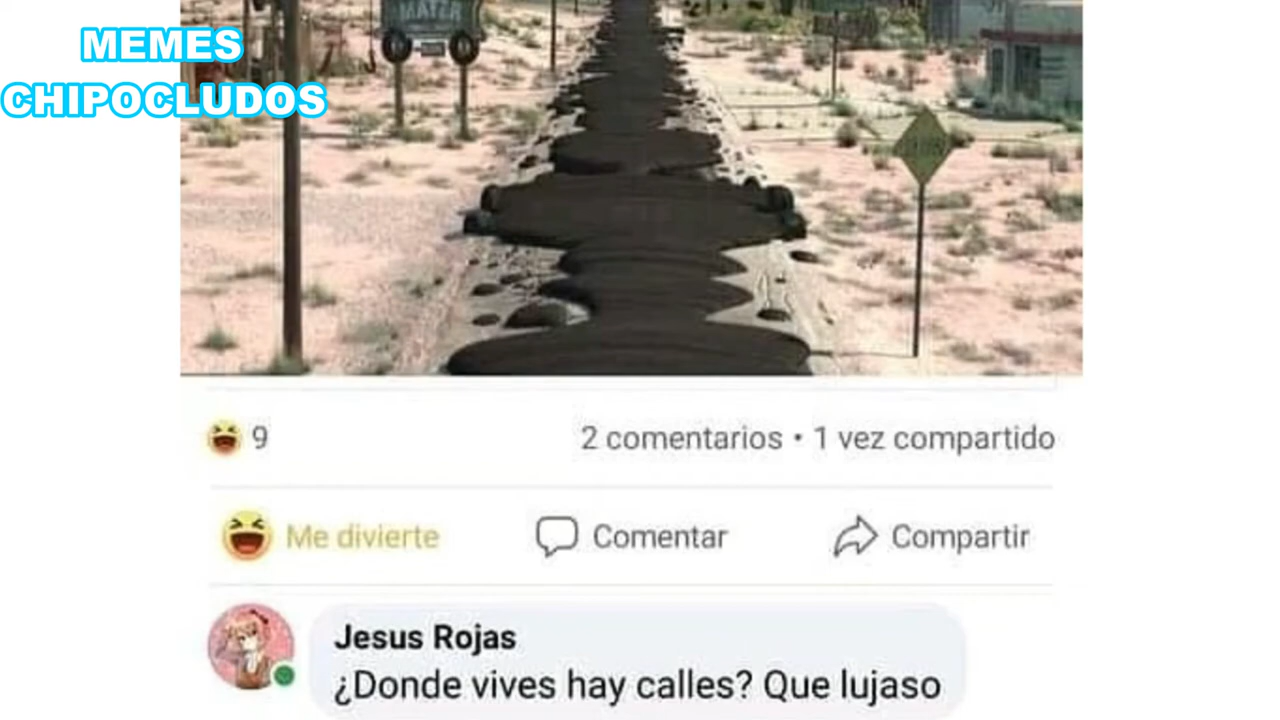 MATER
MEMES
CHIPOCLUDOS
9
2 comentarios • 1 vez compartido
Me divierte
Comentar
Compartir
Jesus Rojas
¿Donde vives hay calles? Que lujaso